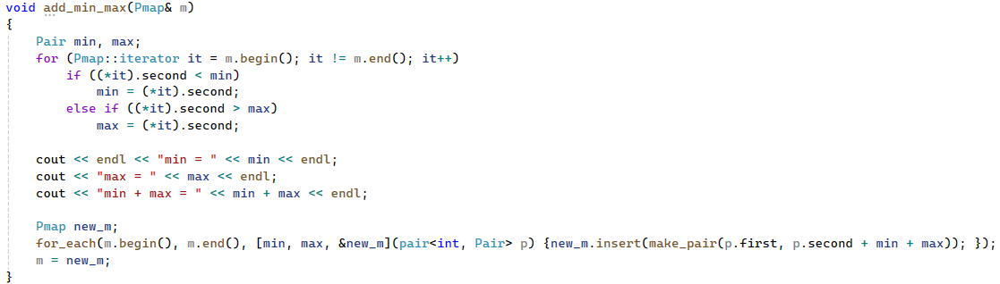 void add_min_max(Pmap& m)
{
    Pair min, max;
    for (Pmap::iterator it = m.begin(); it != m.end(); it++)
        if ((*it).second < min)
            min = (*it).second;
        else if ((*it).second > max)
            max = (*it).second;

    cout << endl << "min = " << min << endl;
    cout << "max = " << max << endl;
    cout << "min + max = " << min + max << endl;

    Pmap new_m;
    for_each(m.begin(), m.end(), [min, max, &new_m](pair<int, Pair> p) {new_m.insert(make_pair(p.first, p.second + min + max)); });
    m = new_m;
}